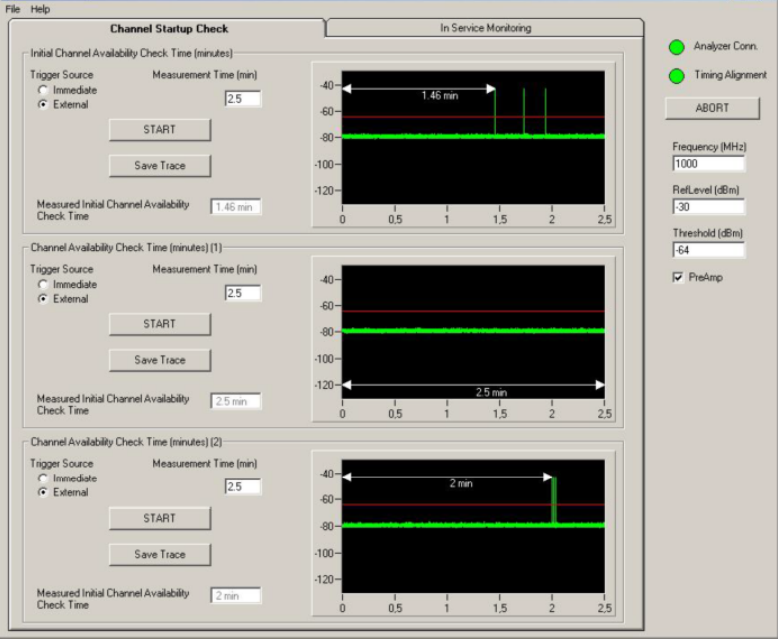 File Help
Channel Startup Check
In Service Monitoring
Initial Channel Availability Check Time (minutes)
Trigger Source
Measurement Time (min)
Immediate
External
2.5
START
Save Trace
Measured Initial Channel Availability
Check Time
1.46 min
-40
-60
-80
-100
-120
1.46 min
0 0,5 1 1,5 2 2,5
Channel Availability Check Time (minutes) (1)
Trigger Source
Measurement Time (min)
Immediate
External
2.5
START
Save Trace
Measured Initial Channel Availability
Check Time
2.5 min
-40
-60
-80
-100
-120
2.5 min
0 0,5 1 1,5 2 2,5
Channel Availability Check Time (minutes) (2)
Trigger Source
Measurement Time (min)
Immediate
External
2.5
START
Save Trace
Measured Initial Channel Availability
Check Time
2 min
-40
-60
-80
-100
-120
2 min
0 0,5 1 1,5 2 2,5
Analyzer Conn.
Timing Alignment
ABORT
Frequency (MHz)
1000
RefLevel (dBm)
-30
Threshold (dBm)
-64
PreAmp